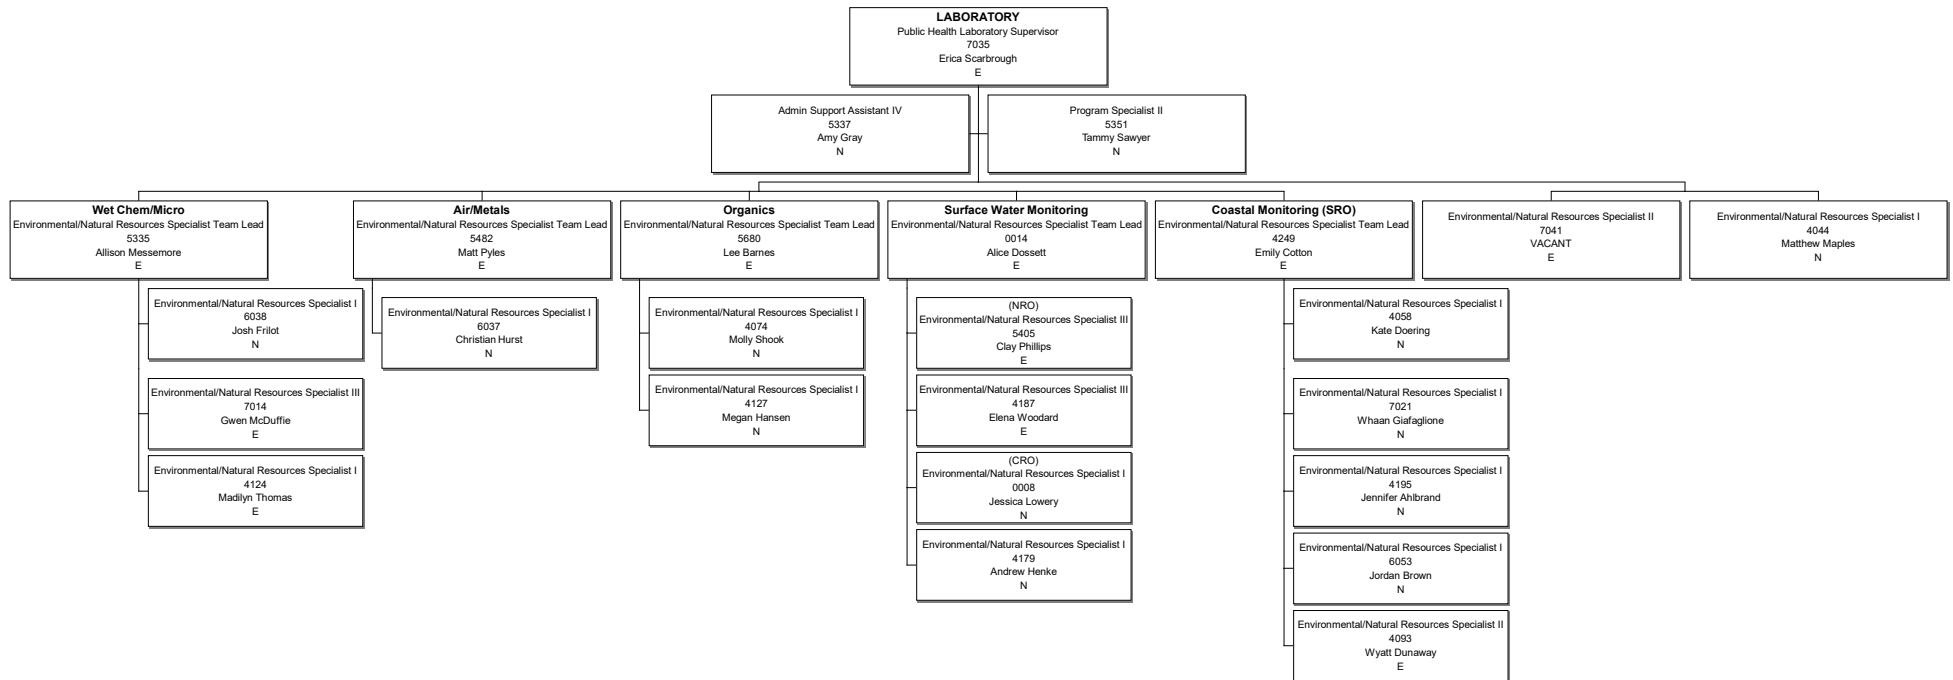 LABORATORY
Public Health Laboratory Supervisor
7035
Erica Scarbrough
E
Admin Support Assistant IV
5337
Amy Gray
N
Program Specialist II
5351
Tammy Sawyer
N
Wet Chem/Micro
Environmental/Natural Resources Specialist Team Lead
5335
Allison Messemore
E
Air/Metals
Environmental/Natural Resources Specialist Team Lead
5482
Matt Pyles
E
Organics
Environmental/Natural Resources Specialist Team Lead
5680
Lee Barnes
E
Surface Water Monitoring
Environmental/Natural Resources Specialist Team Lead
0014
Alice Dossett
E
Coastal Monitoring (SRO)
Environmental/Natural Resources Specialist Team Lead
4249
Emily Cotton
E
Environmental/Natural Resources Specialist II
7041
VACANT
E
Environmental/Natural Resources Specialist I
4044
Matthew Maples
N
Environmental/Natural Resources Specialist I
6038
Josh Frilot
N
Environmental/Natural Resources Specialist III
7014
Gwen McDuffie
E
Environmental/Natural Resources Specialist I
4124
Madilyn Thomas
E
Environmental/Natural Resources Specialist I
6037
Christian Hurst
N
Environmental/Natural Resources Specialist I
4074
Molly Shook
N
Environmental/Natural Resources Specialist I
4127
Megan Hansen
N
(NRO)
Environmental/Natural Resources Specialist III
5405
Clay Phillips
E
Environmental/Natural Resources Specialist III
4187
Elena Woodard
E
(CRO)
Environmental/Natural Resources Specialist I
0008
Jessica Lowery
N
Environmental/Natural Resources Specialist I
4179
Andrew Henke
N
Environmental/Natural Resources Specialist I
4058
Kate Doering
N
Environmental/Natural Resources Specialist I
7021
Whaan Giafaglione
N
Environmental/Natural Resources Specialist I
4195
Jennifer Ahlbrand
N
Environmental/Natural Resources Specialist I
6053
Jordan Brown
N
Environmental/Natural Resources Specialist II
4093
Wyatt Dunaway
E